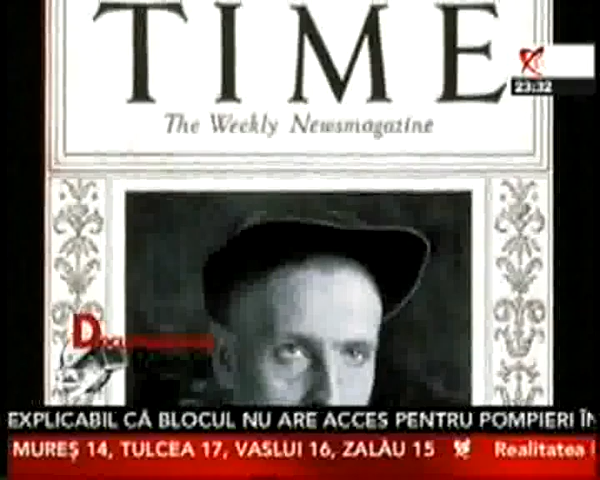 TIME
23:32
The Weekly Newsmagazine
EXPLICABIL CĂ BLOCUL NU ARE ACCES PENTRU POMPIERI ÎN
MUREȘ 14, TULCEA 17, VASLUI 16, ZALĂU 15 Realitatea